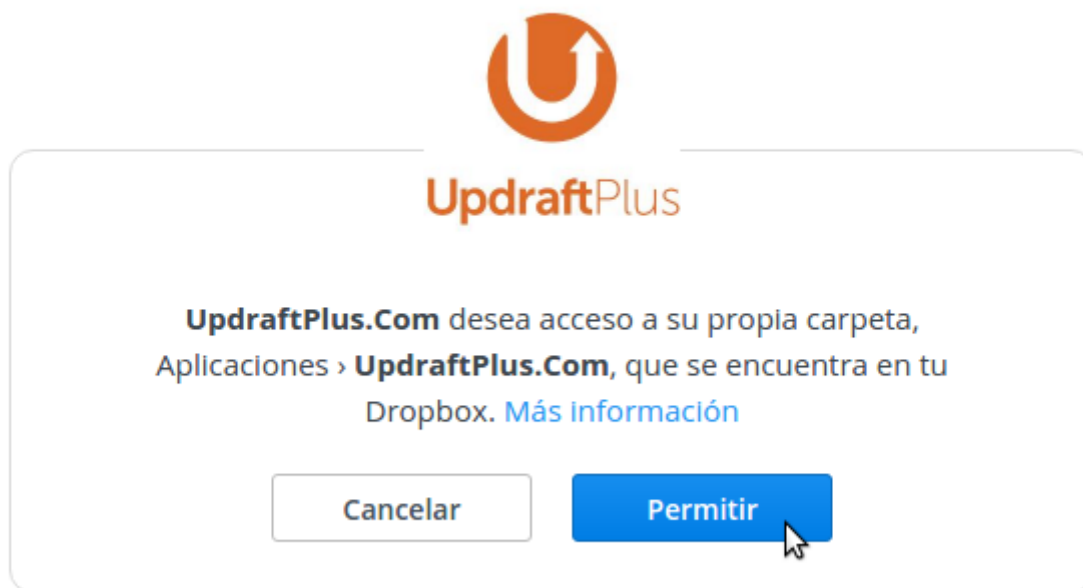 UpdraftPlus
UpdraftPlus.Com desea acceso a su propia carpeta,
Aplicaciones › UpdraftPlus.Com, que se encuentra en tu
Dropbox. Más información
Cancelar
Permitir